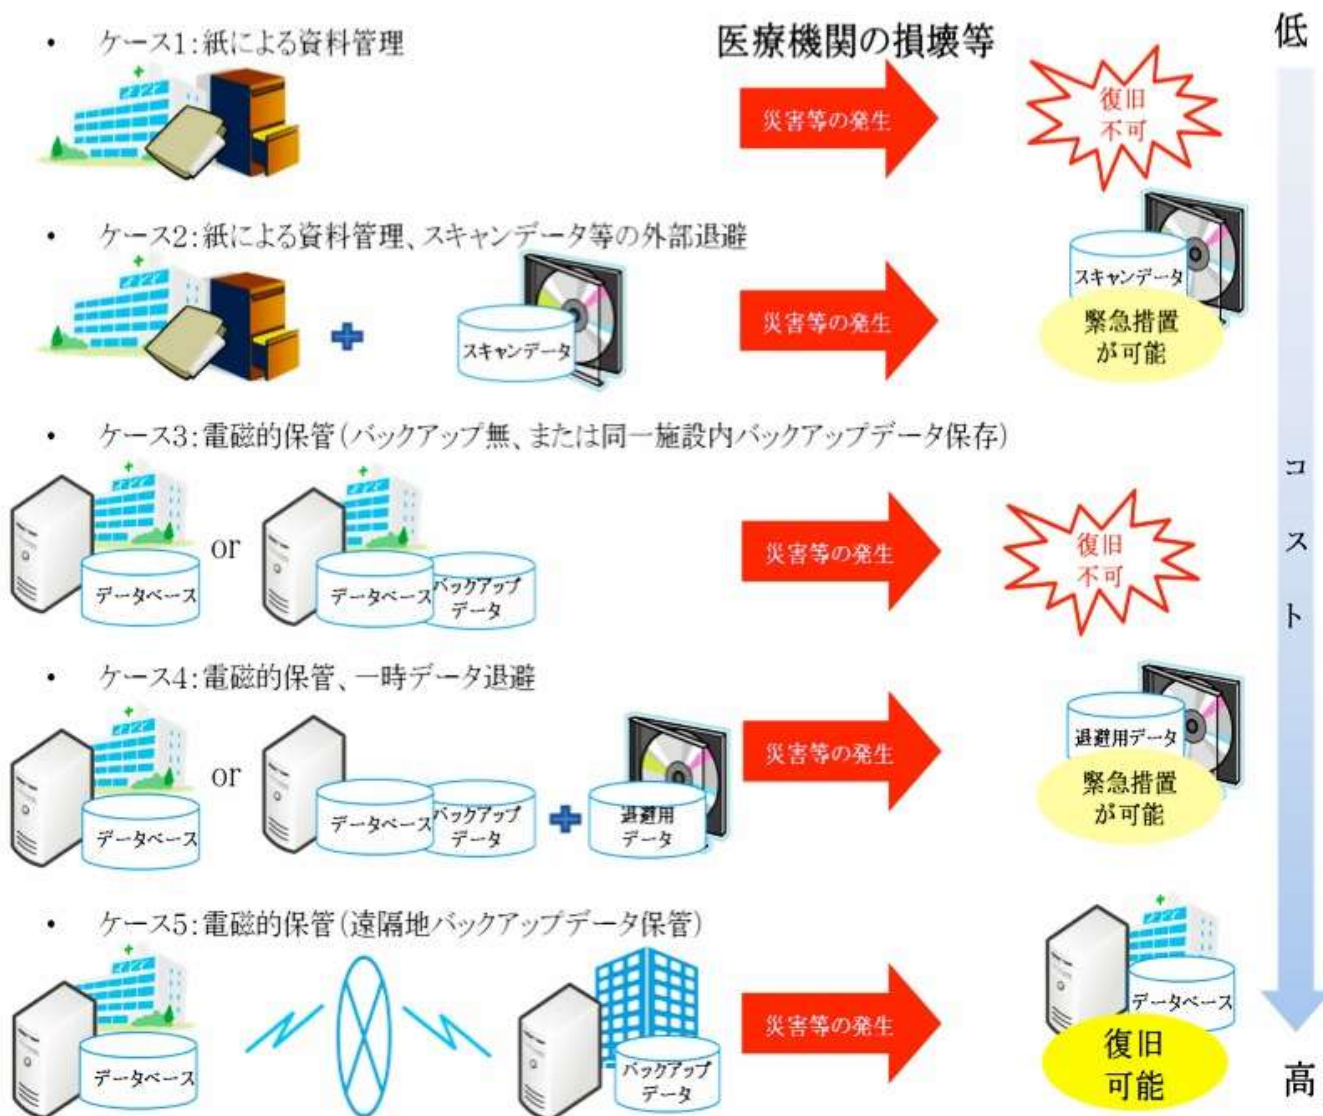 医療機関の損壊等
低
・ ケース1:紙による資料管理
災害等の発生
復旧
不可
・ ケース2:紙による資料管理、スキャンデータ等の外部退避
スキャンデータ
災害等の発生
スキャンデータ
緊急措置
が可能
・ ケース3:電磁的保管(バックアップ無、または同一施設内バックアップデータ保存)
データベース
or
データベース
バックアップ
データ
災害等の発生
復旧
不可
コスト
・ ケース4:電磁的保管、一時データ退避
データベース
or
データベース
バックアップ
データ
退避用
データ
災害等の発生
退避用データ
緊急措置
が可能
・ ケース5:電磁的保管(遠隔地バックアップデータ保管)
データベース
バックアップ
データ
災害等の発生
データベース
復旧
可能
高